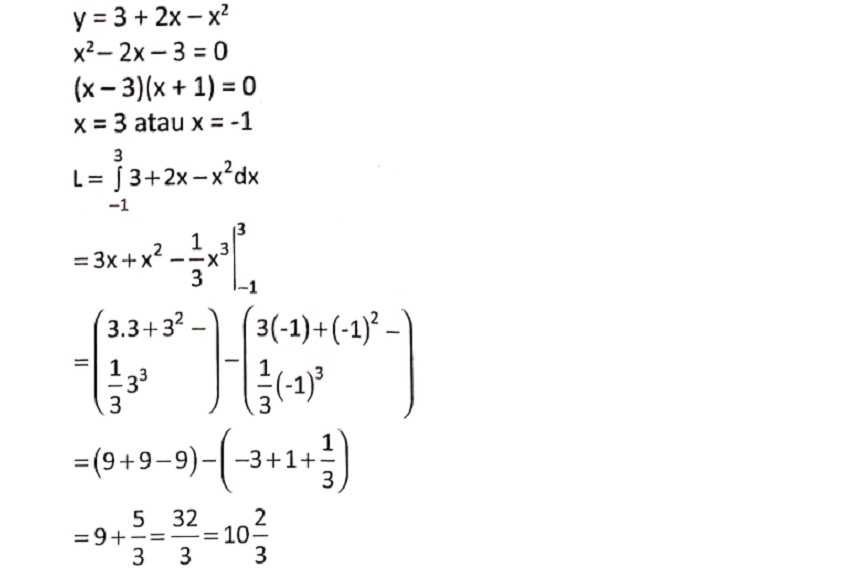 y = 3 + 2x – x²
x² – 2x – 3 = 0
(x – 3)(x + 1) = 0
x = 3 atau x = -1
L = ∫₋₁³ 3+2x – x²dx
= 3x + x² – 1/3 x³ |₋₁³
= (3.3+3² – 1/3 3³) – (3(-1)+(-1)² – 1/3 (-1)³)
= (9+9–9) – (–3+1+ 1/3)
= 9 + 5/3 = 32/3 = 10 2/3